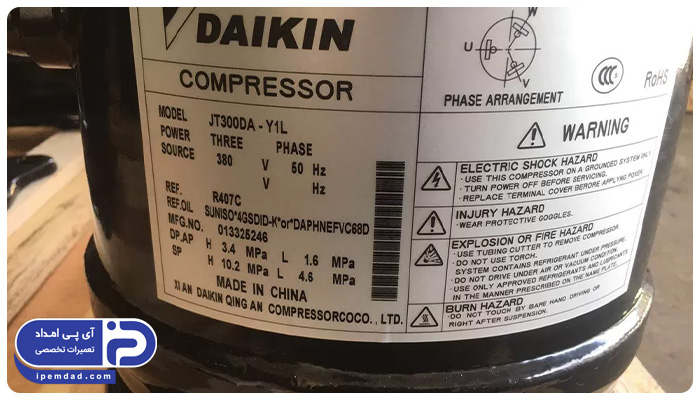 DAIKIN
COMPRESSOR
MODEL JT300DA-Y1L
POWER SOURCE THREE PHASE
380 V 50 Hz
V Hz
REF. R407C
REF.OIL SUNISO*4GSDID-K*or*DAPHNEFVC68D
MFG.NO. 013325246
DP.AP H 3.4 MPa L 1.6 MPa
SP H 10.2 MPa L 4.6 MPa
MADE IN CHINA
XI AN DAIKIN QING AN COMPRESSORCOCO., LTD.
W
U
V
PHASE ARRANGEMENT
CCC
RoHS
WARNING
ELECTRIC SHOCK HAZARD
·USE THIS COMPRESSOR ON A GROUNDED SYSTEM ONLY
·TURN POWER OFF BEFORE SERVICING.
·REPLACE TERMINAL COVER BEFORE APPLYNG POWER
INJURY HAZARD
·WEAR PROTECTIVE GOGGLES.
EXPLOSION OR FIRE HAZARD
·USE TUBING CUTTER TO REMOVE COMPRESSOR.
·DO NOT USE TORCH.
SYSTEM CONTAINS REFRIGERANT UNDER PRESSURE.
·DO NOT DRIVE UNDER AIR OR VACUUM CONDITION.
·USE ONLY APPROVED REFRIGERANTS AND LUBRICANTS
IN THE MANNER PRESCRIBED ON THE NAME PLATE.
BURN HAZARD
·DO NOT TOUCH BY BARE HAND DRIVING OR
RIGHT AFTER SUSPENSION.
آی پی امداد
تعمیرات تخصصی
ipemdad.com